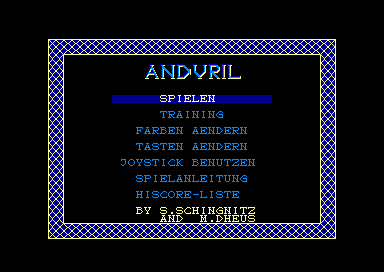 ANDVRIL
SPIELEN
TRAINING
FARBEN AENDERN
TASTEN AENDERN
JOYSTICK BENUTZEN
SPIELANLEITUNG
HISCORE-LISTE
BY S.SCHINGNITZ
AND M.DHEUS